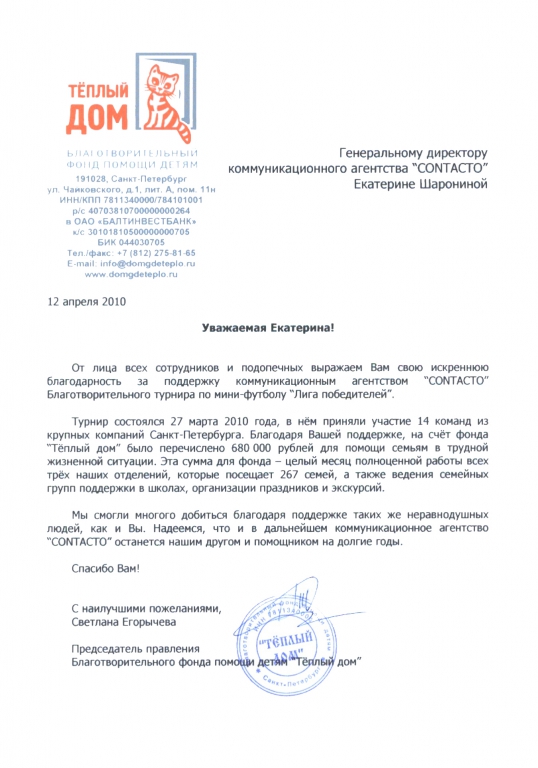 ТЁПЛЫЙ
ДОМ
БЛАГОТВОРИТЕЛЬНЫЙ
ФОНД ПОМОЩИ ДЕТЯМ
191028, Санкт-Петербург
ул. Чайковского, д.1, лит. А, пом. 11н
ИНН/КПП 7811340000/784101001
р/с 40703810700000000264
в ОАО «БАЛТИНВЕСТБАНК»
к/с 30101810500000000705
БИК 044030705
Тел./факс: +7 (812) 275-81-65
E-mail: info@domgdeteplo.ru
www.domgdeteplo.ru
Генеральному директору
коммуникационного агентства “CONTACTO”
Екатерине Шарониной
12 апреля 2010
Уважаемая Екатерина!
От лица всех сотрудников и подопечных выражаем Вам свою искреннюю
благодарность за поддержку коммуникационным агентством “CONTACTO”
Благотворительного турнира по мини-футболу “Лига победителей”.
Турнир состоялся 27 марта 2010 года, в нём приняли участие 14 команд из
крупных компаний Санкт-Петербурга. Благодаря Вашей поддержке, на счёт фонда
“Тёплый дом” было перечислено 680 000 рублей для помощи семьям в трудной
жизненной ситуации. Эта сумма для фонда – целый месяц полноценной работы всех
трёх наших отделений, которые посещает 267 семей, а также ведения семейных
групп поддержки в школах, организации праздников и экскурсий.
Мы смогли многого добиться благодаря поддержке таких же неравнодушных
людей, как и Вы. Надеемся, что и в дальнейшем коммуникационное агентство
“CONTACTO” останется нашим другом и помощником на долгие годы.
Спасибо Вам!
С наилучшими пожеланиями,
Светлана Егорычева
Председатель правления
Благотворительного фонда помощи детям “Тёплый дом”
“ТЁПЛЫЙ
ДОМ”
Санкт-Петербург